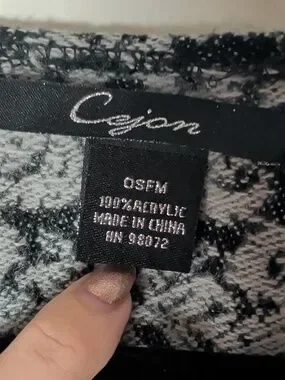 Cejon
OSFM
100% ACRYLIC
MADE IN CHINA
RN 98072